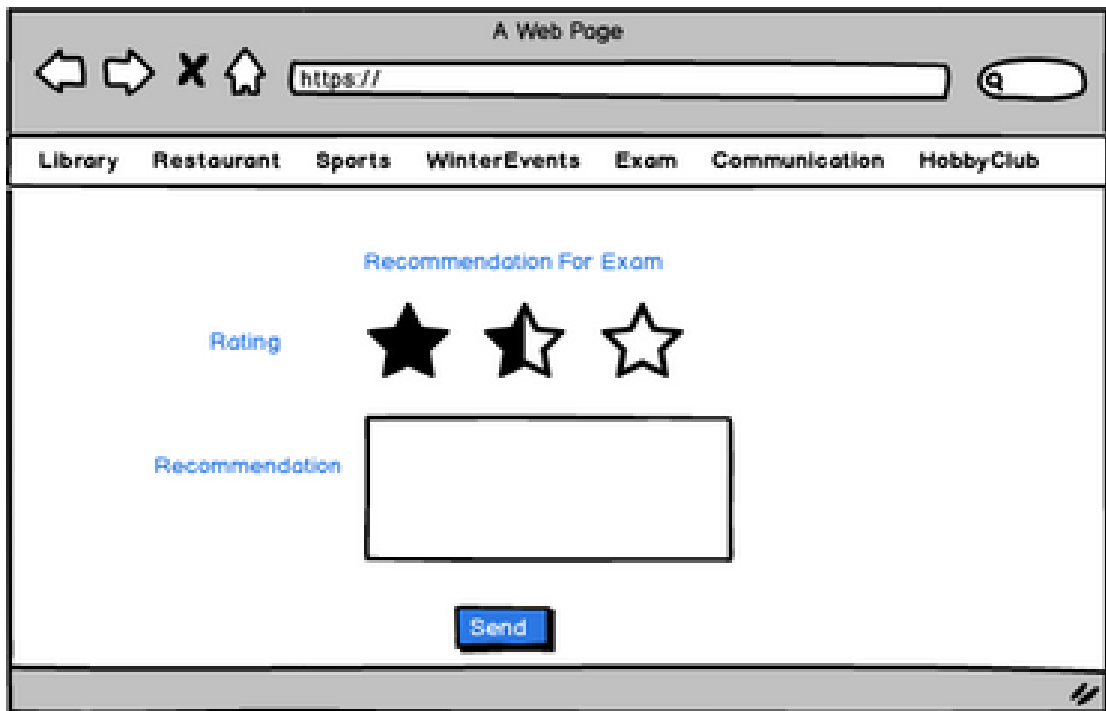 A Web Page
https://
Library Restaurant Sports WinterEvents Exam Communication HobbyClub
Recommendation For Exam
Rating
Recommendation
Send